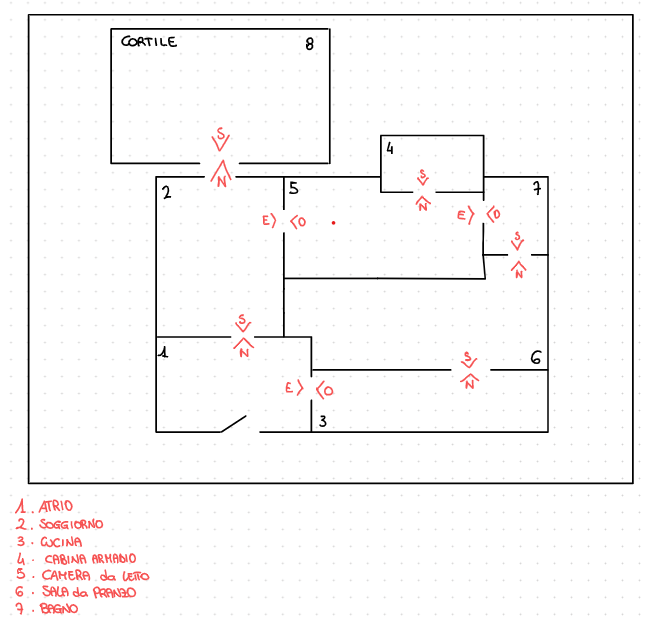 CORTILE 8
S
N
4
2 5 7
S
N
E O E O
S
N
S
1 N
S 6
E O N
3
1. ATRIO
2. SOGGIORNO
3. CUCINA
4. CABINA ARMADIO
5. CAMERA da LETTO
6. SALA da PRANZO
7. BAGNO